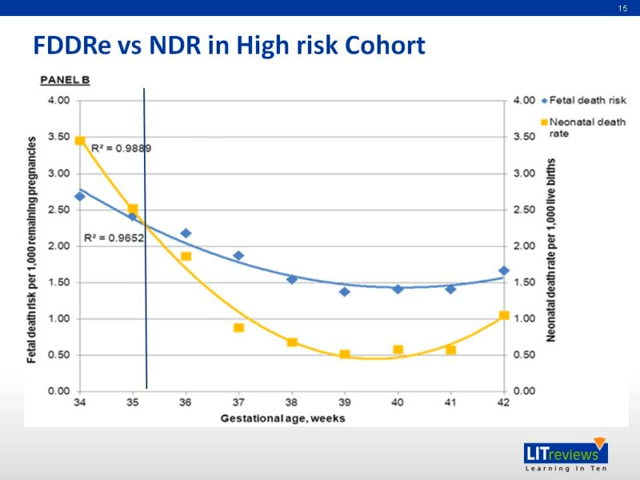 15
FDDRe vs NDR in High risk Cohort
PANEL B
4.00
3.50
3.00
2.50
2.00
1.50
1.00
0.50
0.00
Fetal death risk per 1,000 remaining pregnancies
R² = 0.9889
R² = 0.9652
4.00
3.50
3.00
2.50
2.00
1.50
1.00
0.50
0.00
Neonatal death rate per 1,000 live births
Fetal death risk
Neonatal death
rate
34 35 36 37 38 39 40 41 42
Gestational age, weeks
LITreviews
Learning In Ten